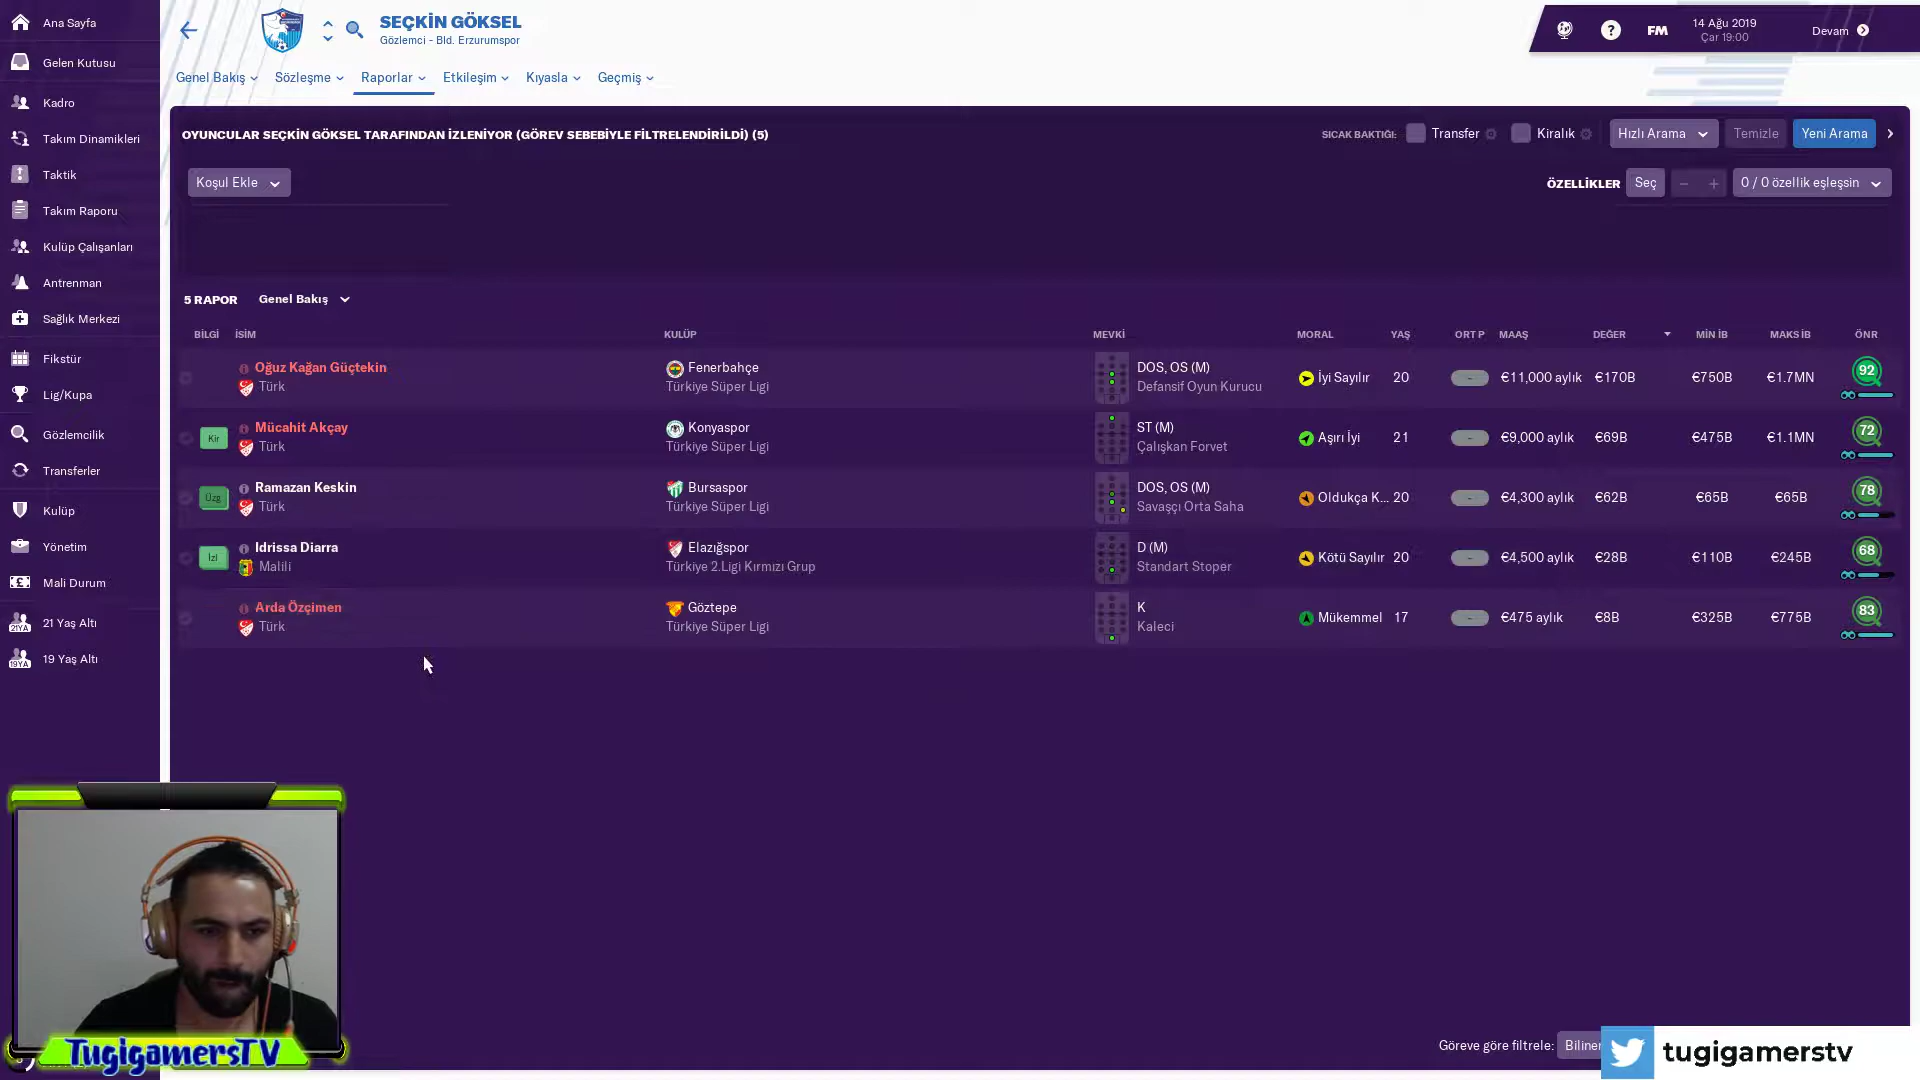 Ana Sayfa
Gelen Kutusu
Kadro
Takım Dinamikleri
Taktik
Takım Raporu
Kulüp Çalışanları
Antrenman
Sağlık Merkezi
Fikstür
Lig/Kupa
Gözlemcilik
Transferler
Kulüp
Yönetim
Mali Durum
21YA 21 Yaş Altı
19YA 19 Yaş Altı
SEÇKİN GÖKSEL
Gözlemci - Bld. Erzurumspor
FM
14 Ağu 2019
Çar 19:00
Devam
Genel Bakış Sözleşme Raporlar Etkileşim Kıyasla Geçmiş
OYUNCULAR SEÇKİN GÖKSEL TARAFINDAN İZLENİYOR (GÖREV SEBEBİYLE FİLTRELENDİRİLDİ) (5)
SICAK BAKTIĞI: Transfer Kiralık Hızlı Arama Temizle Yeni Arama
Koşul Ekle
ÖZELLİKLER Seç 0 / 0 özellik eşleşsin
5 RAPOR Genel Bakış
BİLGİ İSİM KULÜP MEVKİ MORAL YAŞ ORT P MAAŞ DEĞER MİN İB MAKS İB ÖNR
Oğuz Kağan Güçtekin Fenerbahçe DOS, OS (M) İyi Sayılır 20 - €11,000 aylık €170B €750B €1.7MN 92
Türk Türkiye Süper Ligi Defansif Oyun Kurucu
Kir Mücahit Akçay Konyaspor ST (M) Aşırı İyi 21 - €9,000 aylık €69B €475B €1.1MN 72
Türk Türkiye Süper Ligi Çalışkan Forvet
Üzg Ramazan Keskin Bursaspor DOS, OS (M) Oldukça K... 20 - €4,300 aylık €62B €65B €65B 78
Türk Türkiye Süper Ligi Savaşçı Orta Saha
İzl Idrissa Diarra Elazığspor D (M) Kötü Sayılır 20 - €4,500 aylık €28B €110B €245B 68
Malili Türkiye 2.Ligi Kırmızı Grup Standart Stoper
Arda Özçimen Göztepe K Mükemmel 17 - €475 aylık €8B €325B €775B 83
Türk Türkiye Süper Ligi Kaleci
TugigamersTV
Göreve göre filtrele:
tugigamerstv